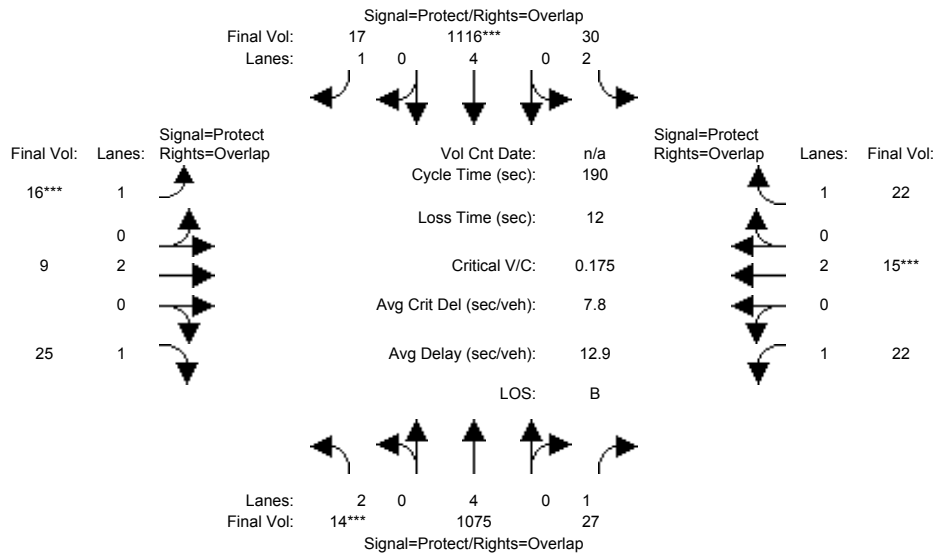 Signal=Protect/Rights=Overlap
Final Vol: 17 1116*** 30
Lanes: 1 0 4 0 2
Signal=Protect
Final Vol: Lanes: Rights=Overlap
Vol Cnt Date: n/a
Signal=Protect
Rights=Overlap Lanes: Final Vol:
Cycle Time (sec): 190
16*** 1
1 22
Loss Time (sec): 12
0
0
9 2
Critical V/C: 0.175
2 15***
0
Avg Crit Del (sec/veh): 7.8
0
25 1
Avg Delay (sec/veh): 12.9
1 22
LOS: B
Lanes: 2 0 4 0 1
Final Vol: 14*** 1075 27
Signal=Protect/Rights=Overlap